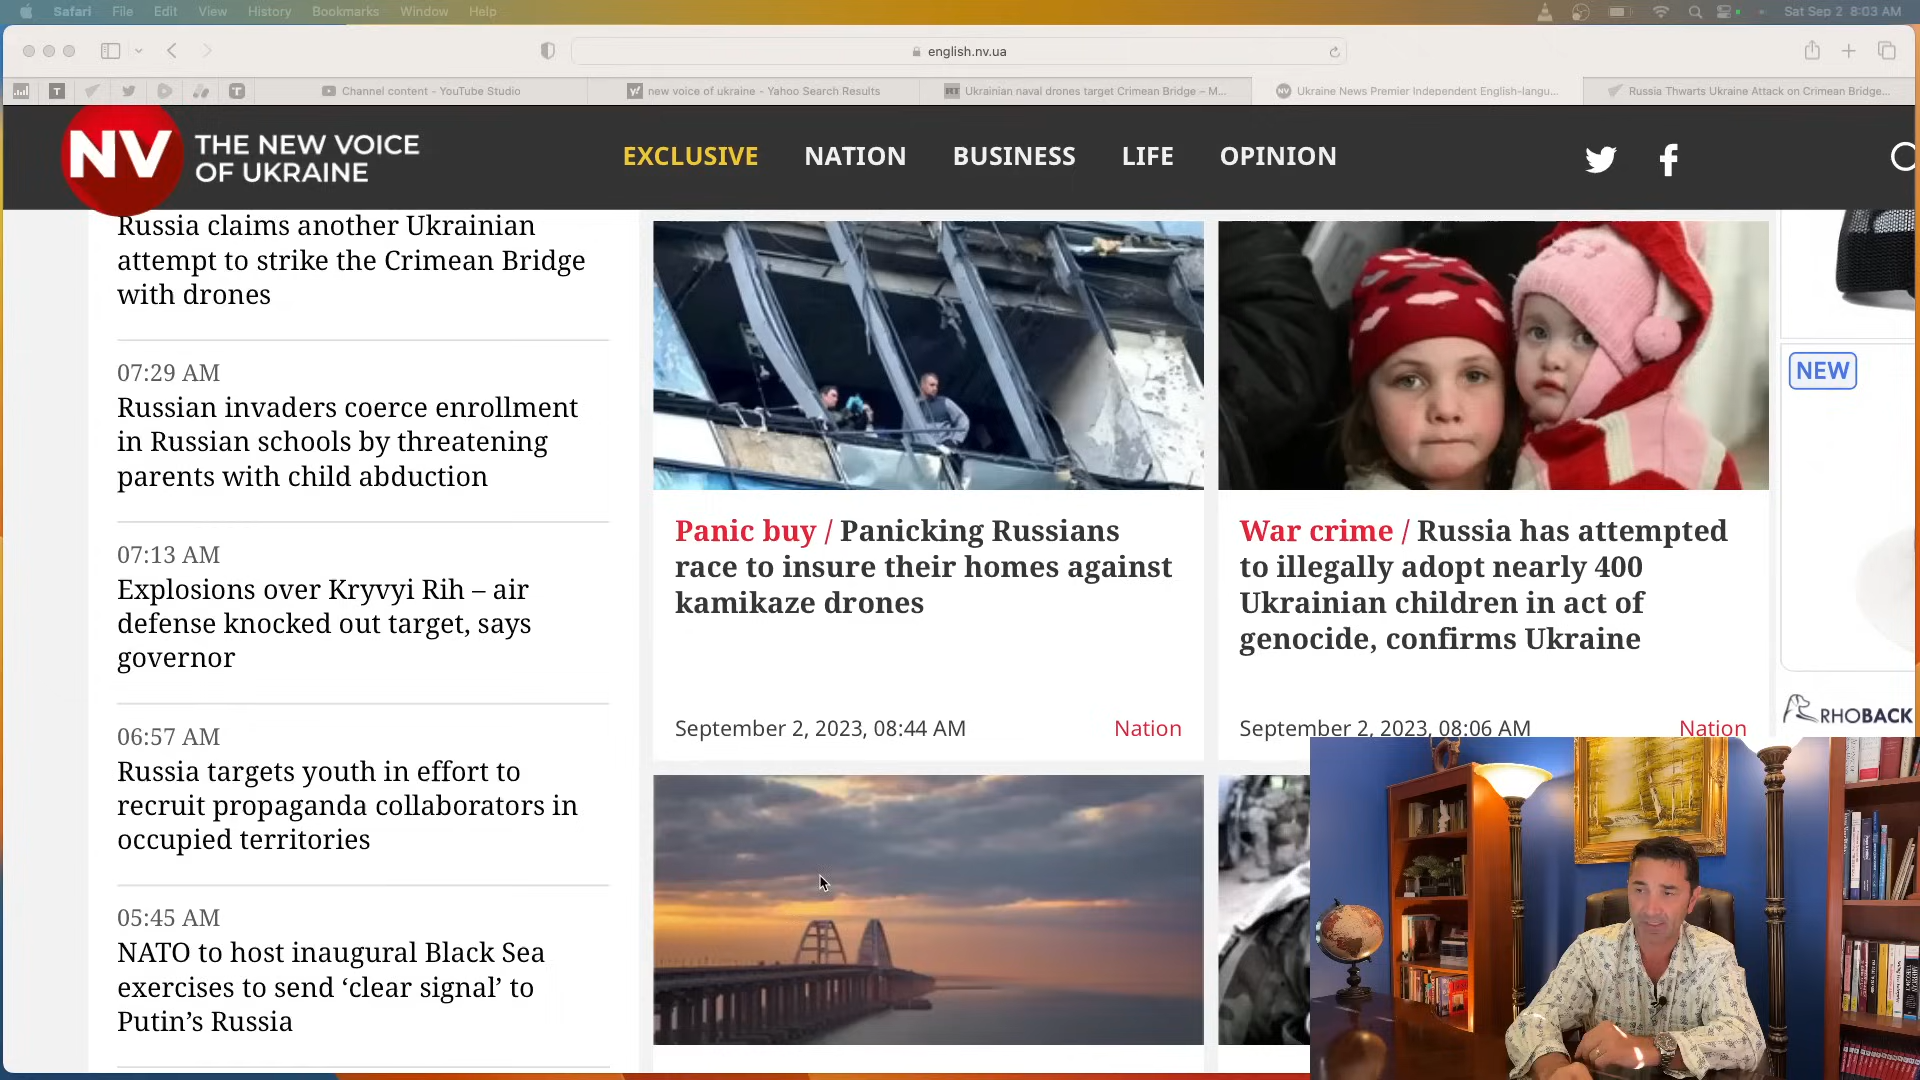 Safari File Edit View History Bookmarks Window Help
Sat Sep 2 8:03 AM
english.nv.ua
Channel content - YouTube Studio
new voice of ukraine - Yahoo Search Results
RT Ukrainian naval drones target Crimean Bridge – M...
NV Ukraine News Premier Independent English-langu...
Russia Thwarts Ukraine Attack on Crimean Bridge...
NV THE NEW VOICE
OF UKRAINE
EXCLUSIVE NATION BUSINESS LIFE OPINION
Russia claims another Ukrainian
attempt to strike the Crimean Bridge
with drones
07:29 AM
Russian invaders coerce enrollment
in Russian schools by threatening
parents with child abduction
07:13 AM
Explosions over Kryvyi Rih – air
defense knocked out target, says
governor
06:57 AM
Russia targets youth in effort to
recruit propaganda collaborators in
occupied territories
05:45 AM
NATO to host inaugural Black Sea
exercises to send ‘clear signal’ to
Putin’s Russia
Panic buy / Panicking Russians
race to insure their homes against
kamikaze drones
September 2, 2023, 08:44 AM Nation
War crime / Russia has attempted
to illegally adopt nearly 400
Ukrainian children in act of
genocide, confirms Ukraine
September 2, 2023, 08:06 AM Nation
NEW
RHOBACK